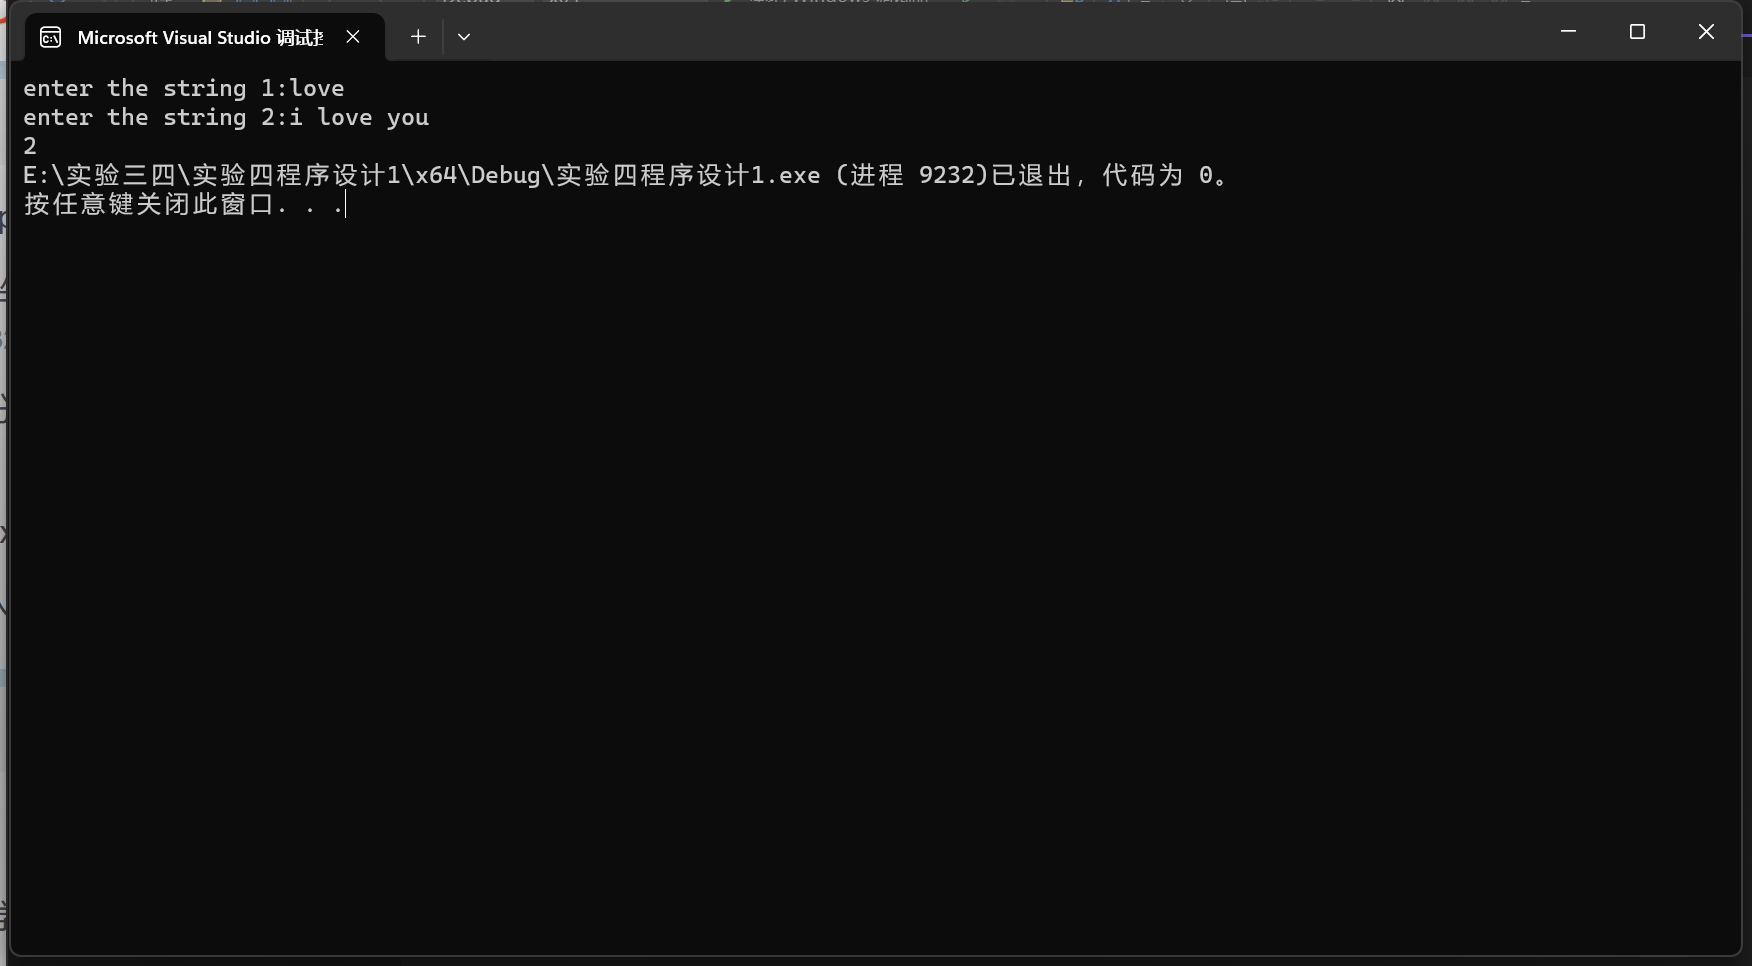 Microsoft Visual Studio 调试
enter the string 1:love
enter the string 2:i love you
2
E:\实验三四\实验四程序设计1\x64\Debug\实验四程序设计1.exe (进程 9232)已退出，代码为 0。
按任意键关闭此窗口. . .